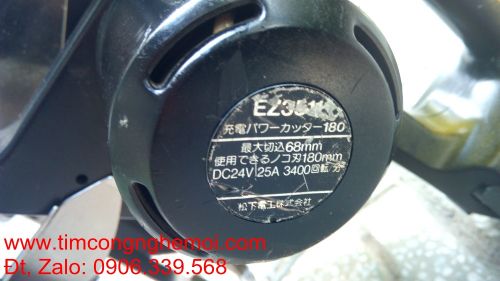 充電パワーカッター180
最大切込68mm
使用できるノコ刃180mm
DC24V 25A 3400回転 分
松下電工株式会社
www.timcongnghemoi.com
Đt, Zalo: 0906.339.568